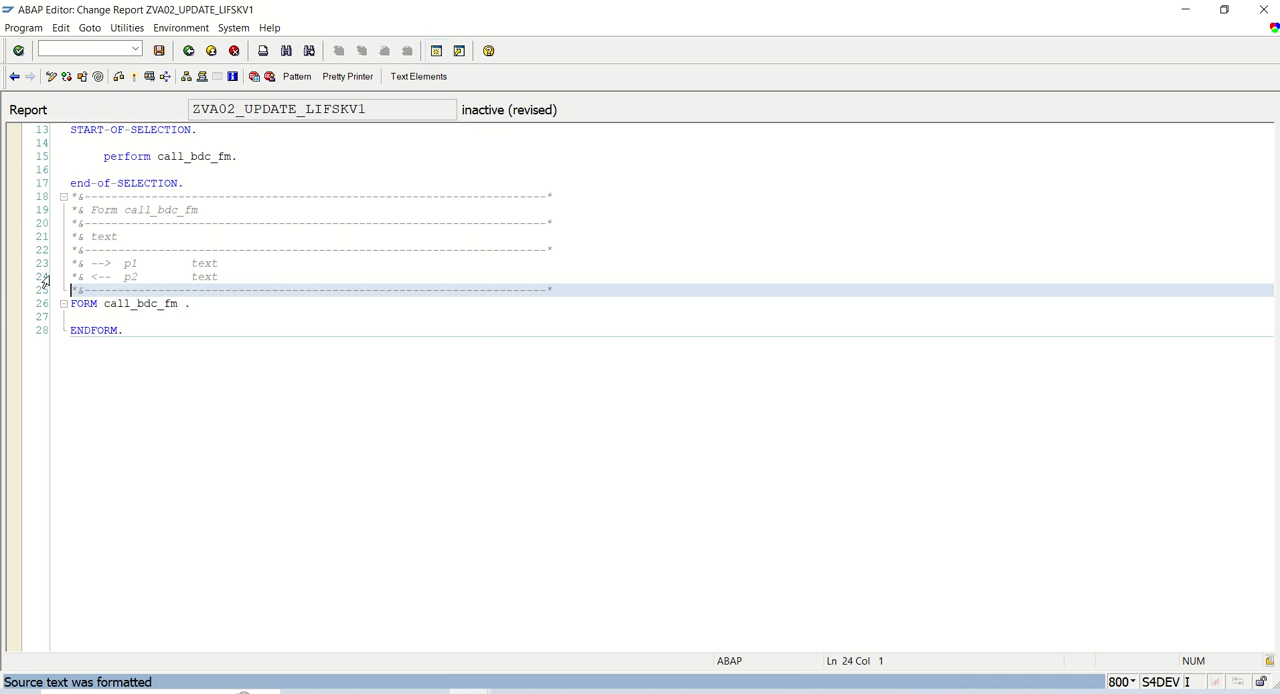 ABAP Editor: Change Report ZVA02_UPDATE_LIFSKV1
Program Edit Goto Utilities Environment System Help
Pattern Pretty Printer Text Elements
Report ZVA02_UPDATE_LIFSKV1 inactive (revised)
13 START-OF-SELECTION.
14
15 perform call_bdc_fm.
16
17 end-of-SELECTION.
18 *&---------------------------------------------------------------------*
19 *& Form call_bdc_fm
20 *&---------------------------------------------------------------------*
21 *& text
22 *&---------------------------------------------------------------------*
23 *& --> p1 text
24 *& <-- p2 text
25 *&---------------------------------------------------------------------*
26 FORM call_bdc_fm .
27
28 ENDFORM.
ABAP Ln 24 Col 1 NUM
Source text was formatted 800 S4DEV I